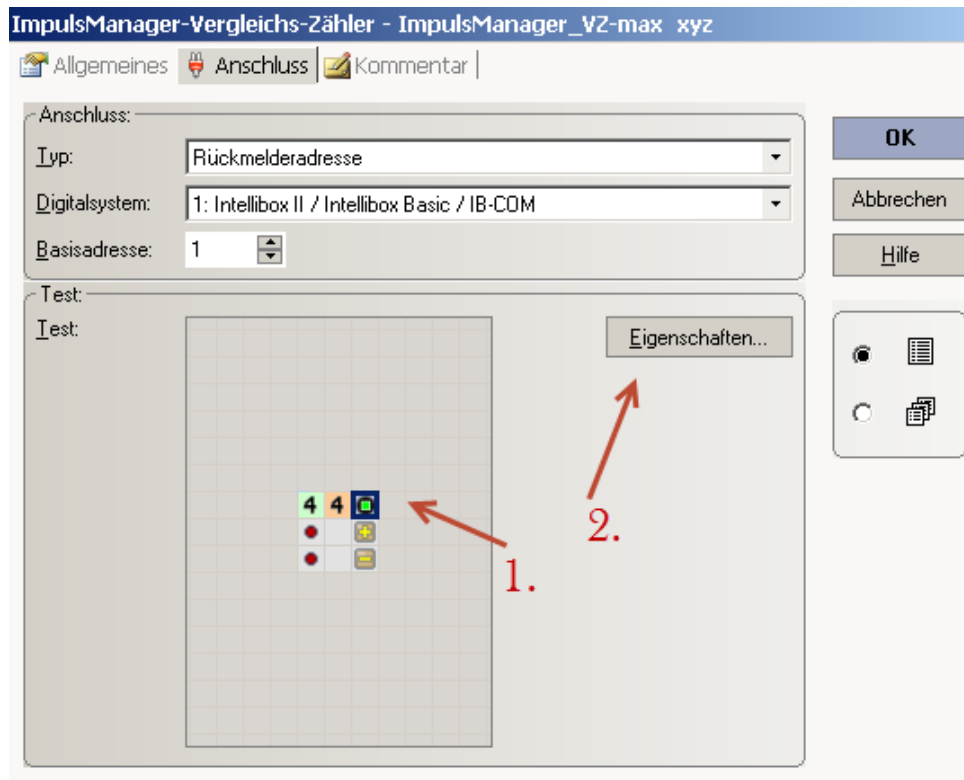 ImpulsManager-Vergleichs-Zähler - ImpulsManager_VZ-max xyz
Allgemeines Anschluss Kommentar
Anschluss:
Typ: Rückmelderadresse
OK
Digitalsystem: 1: Intellibox II / Intellibox Basic / IB-COM
Abbrechen
Basisadresse: 1
Hilfe
Test:
Test:
Eigenschaften...
4 4
2.
1.